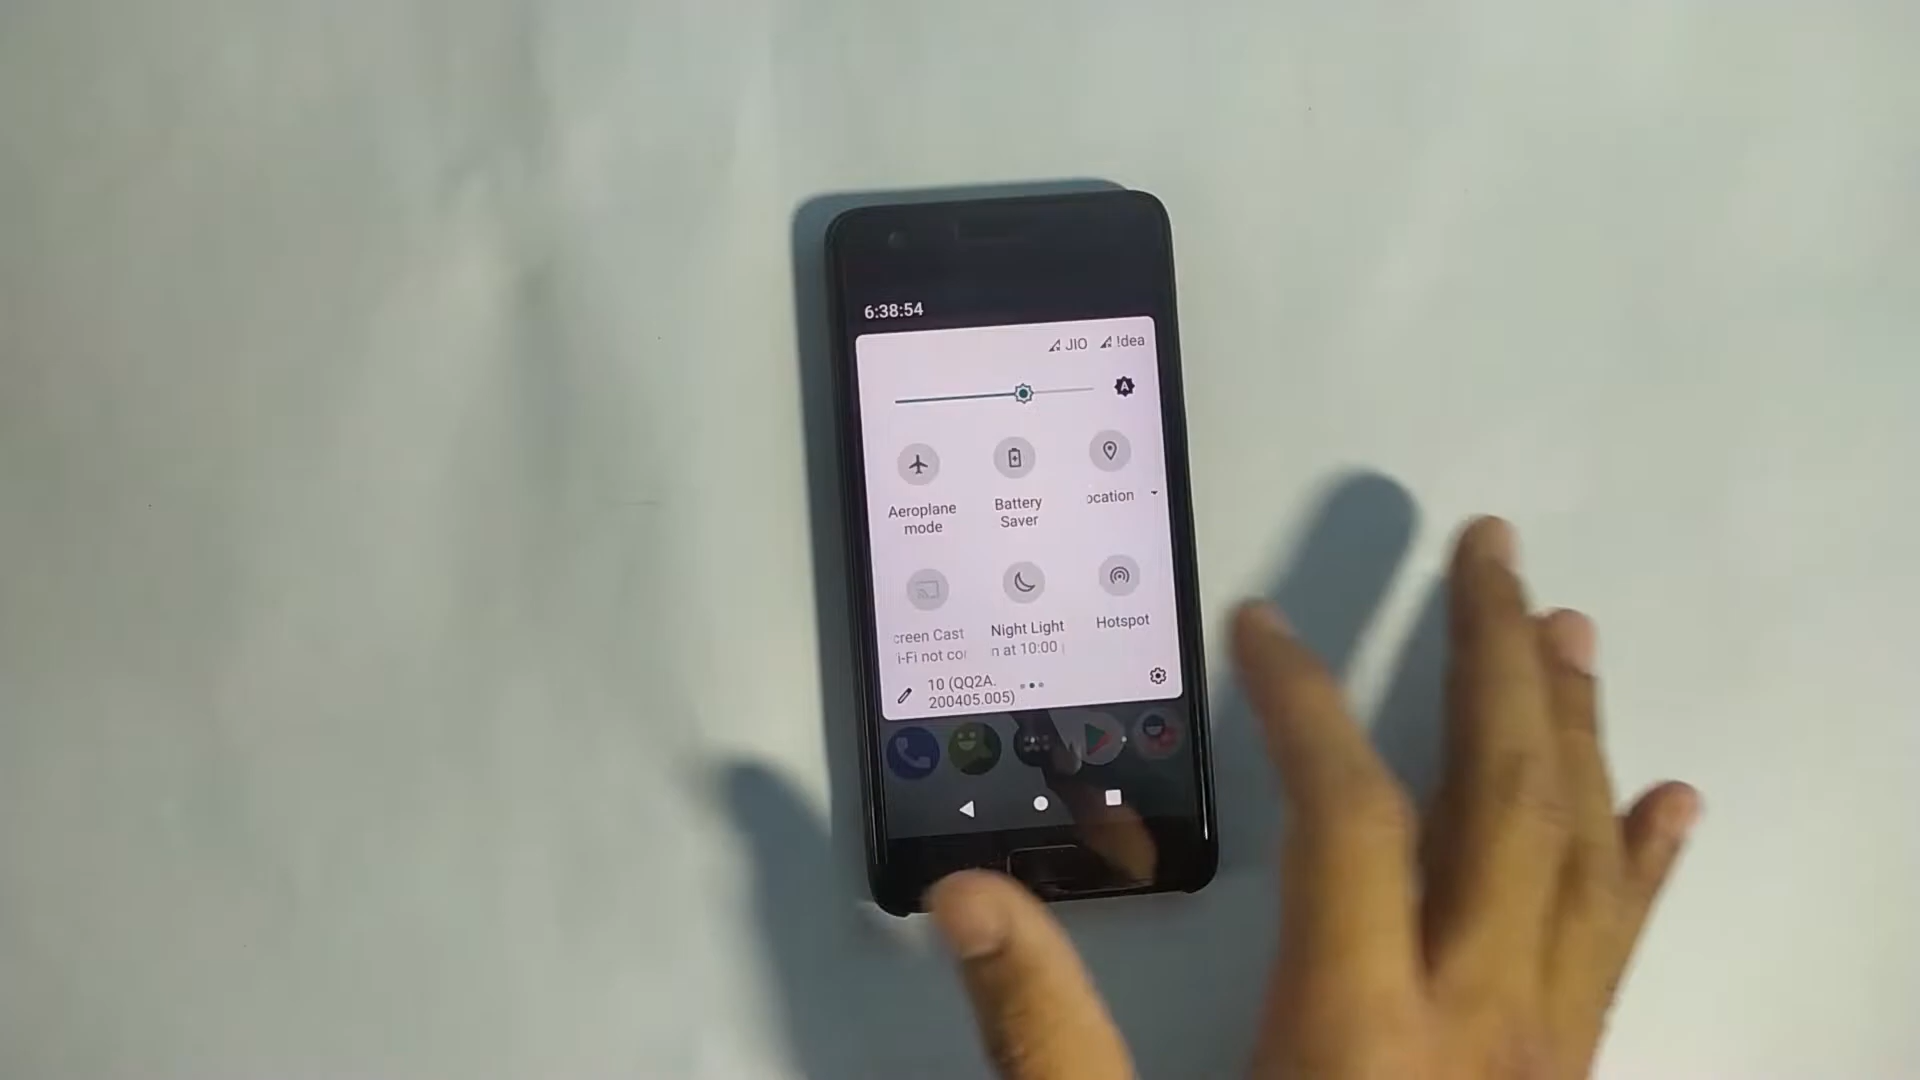 6:38:54
JIO !dea
A
Aeroplane mode
Battery Saver
ocation
creen Cast
i-Fi not co
Night Light
n at 10:00
Hotspot
10 (QQ2A.
200405.005)